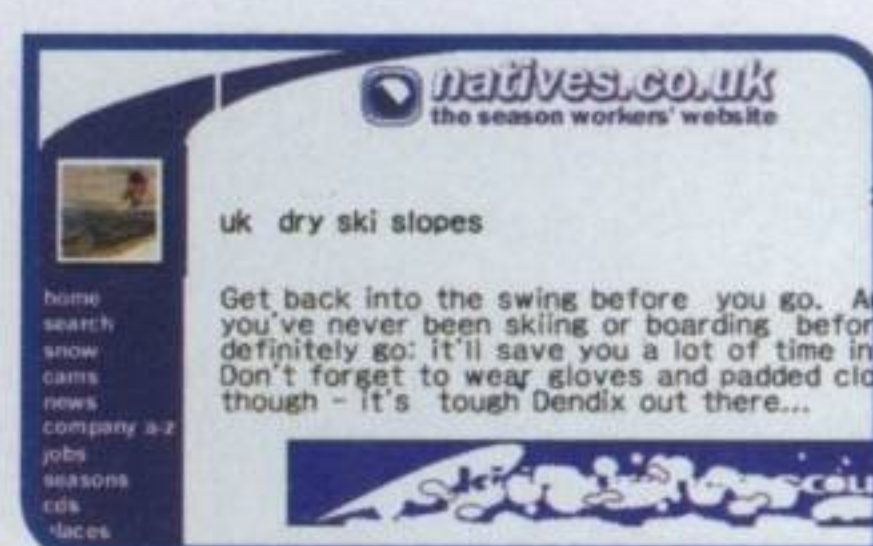 natives.co.uk
the season workers' website
uk dry ski slopes
home
search
snow
cams
news
company a-z
jobs
seasons
cds
Get back into the swing before you go.
you've never been skiing or boarding
definitely go: it'll save you a lot of time in
Don't forget to wear gloves and padded
though - it's tough Dendix out there...